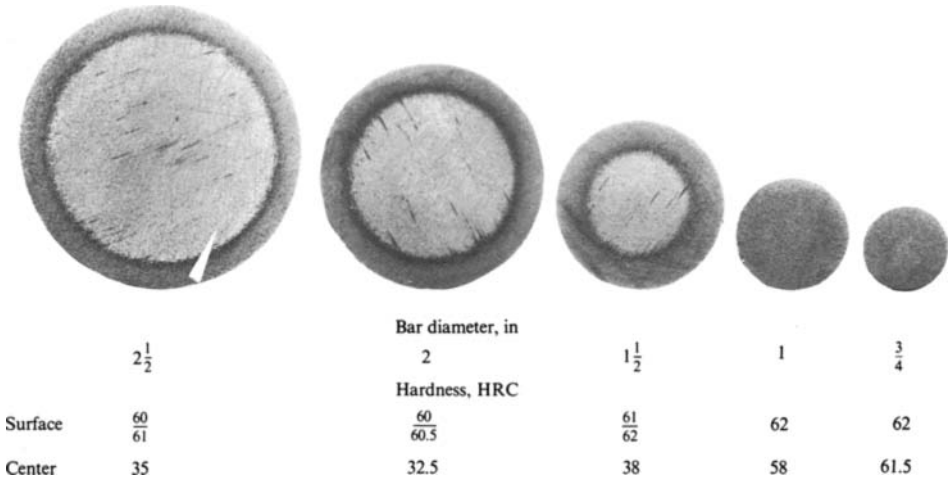 Bar diameter, in
2 1/2 2 1 1/2 1 3/4
Hardness, HRC
Surface 60/61 60/60.5 61/62 62 62
Center 35 32.5 38 58 61.5